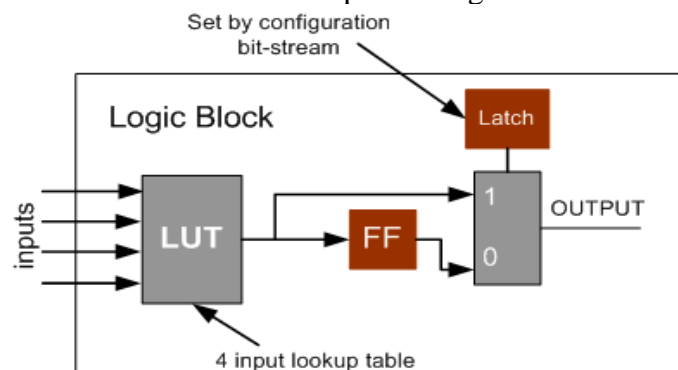 Set by configuration
bit-stream
Logic Block
Latch
inputs
LUT
1
FF
0
OUTPUT
4 input lookup table